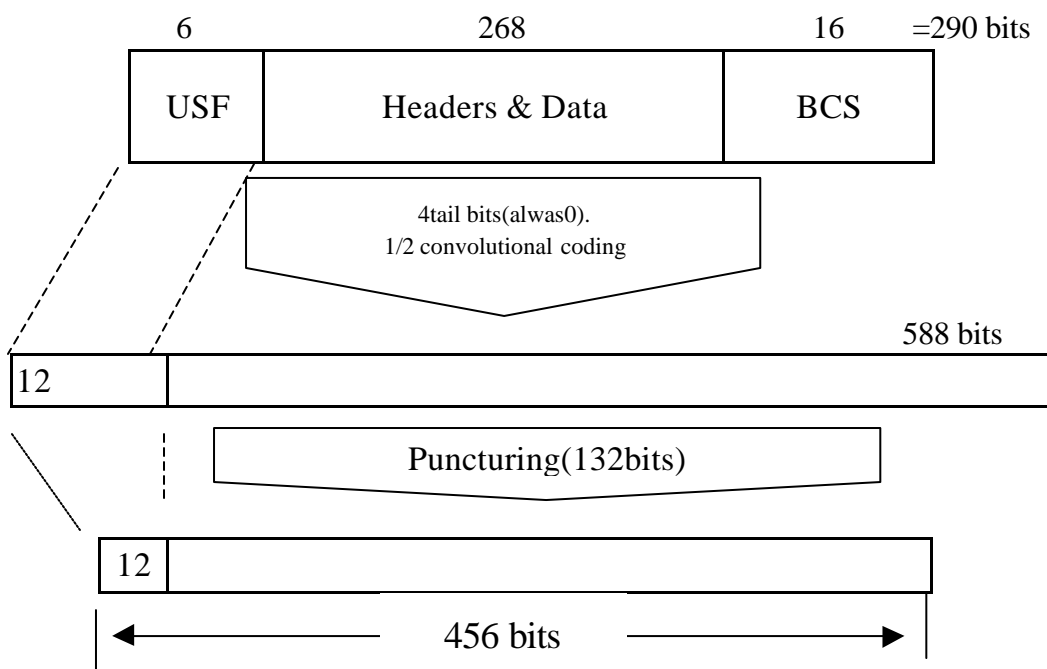 6 268 16 =290 bits
USF Headers & Data BCS
4tail bits(alwas0).
1/2 convolutional coding
588 bits
12
Puncturing(132bits)
12
456 bits